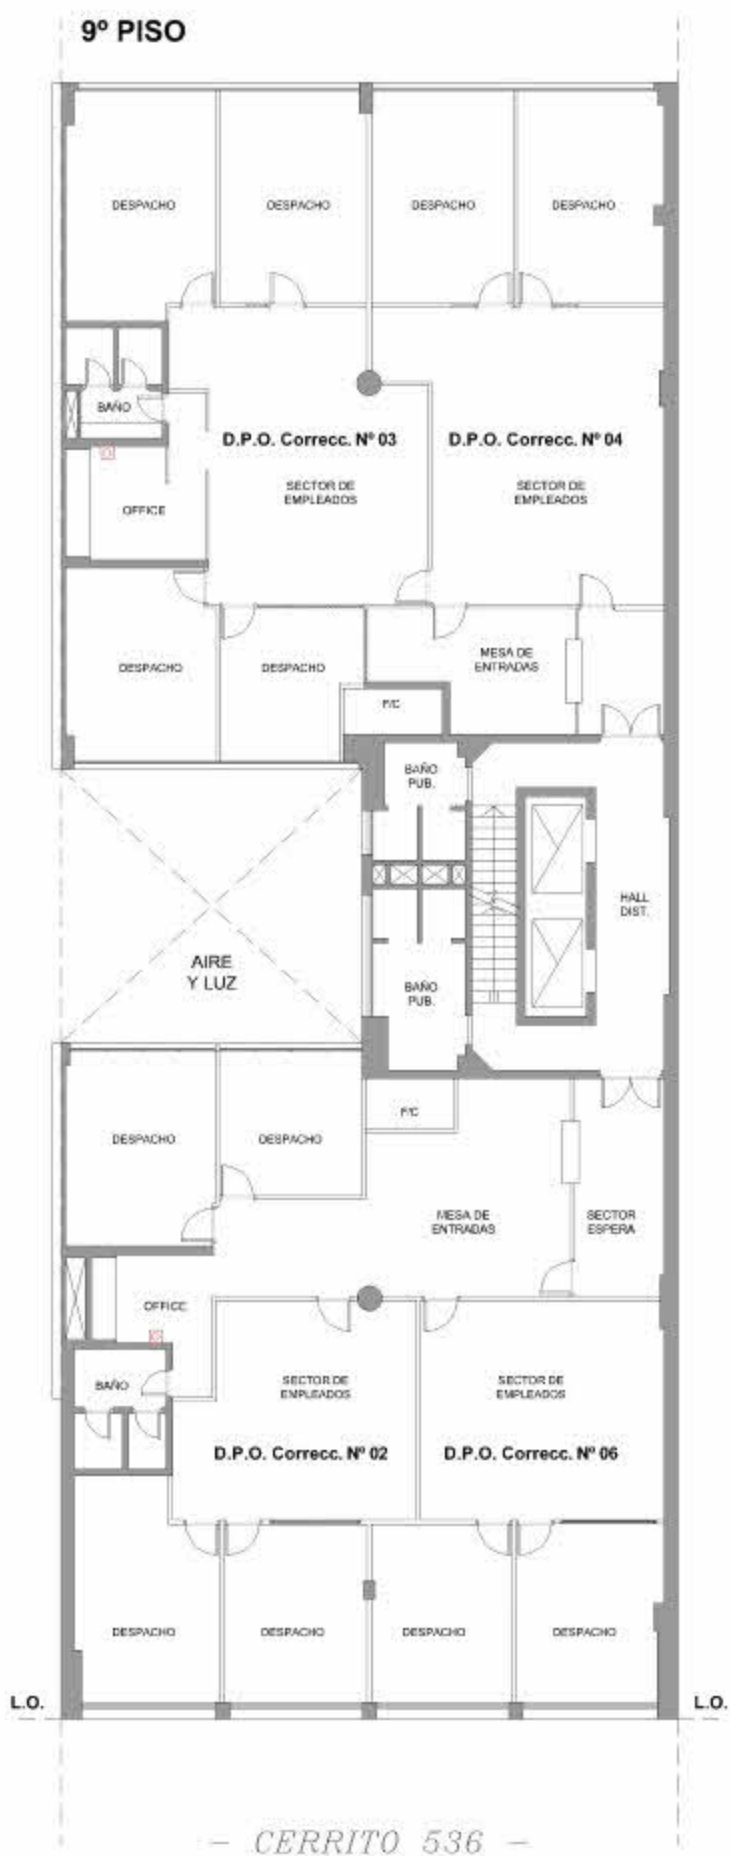 9º PISO
DESPACHO
DESPACHO
DESPACHO
DESPACHO
BAÑO
D.P.O. Correcc. Nº 03
D.P.O. Correcc. Nº 04
SECTOR DE
EMPLEADOS
SECTOR DE
EMPLEADOS
OFFICE
DESPACHO
DESPACHO
MESA DE
ENTRADAS
F/C
BAÑO
PUB.
HALL
DIST.
AIRE
Y LUZ
BAÑO
PUB.
DESPACHO
DESPACHO
F/C
MESA DE
ENTRADAS
SECTOR
ESPERA
OFFICE
BAÑO
SECTOR DE
EMPLEADOS
SECTOR DE
EMPLEADOS
D.P.O. Correcc. Nº 02
D.P.O. Correcc. Nº 06
DESPACHO
DESPACHO
DESPACHO
DESPACHO
L.O.
L.O.
- CERRITO 536 -